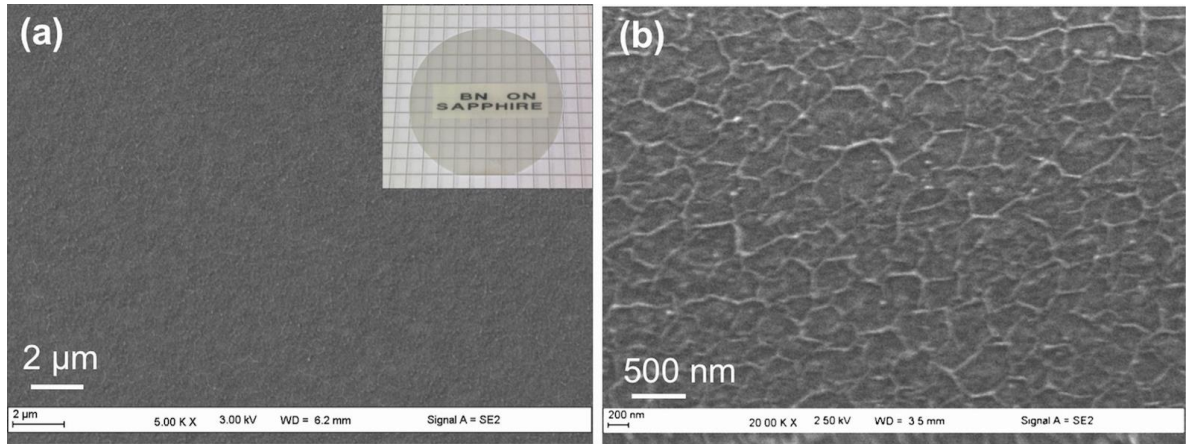 (a)
BN ON
SAPPHIRE
2 µm
2 µm 5.00 K X 3.00 kV WD = 6.2 mm Signal A = SE2
(b)
500 nm
200 nm 20 00 K X 2 50 kV WD = 3 5 mm Signal A = SE2